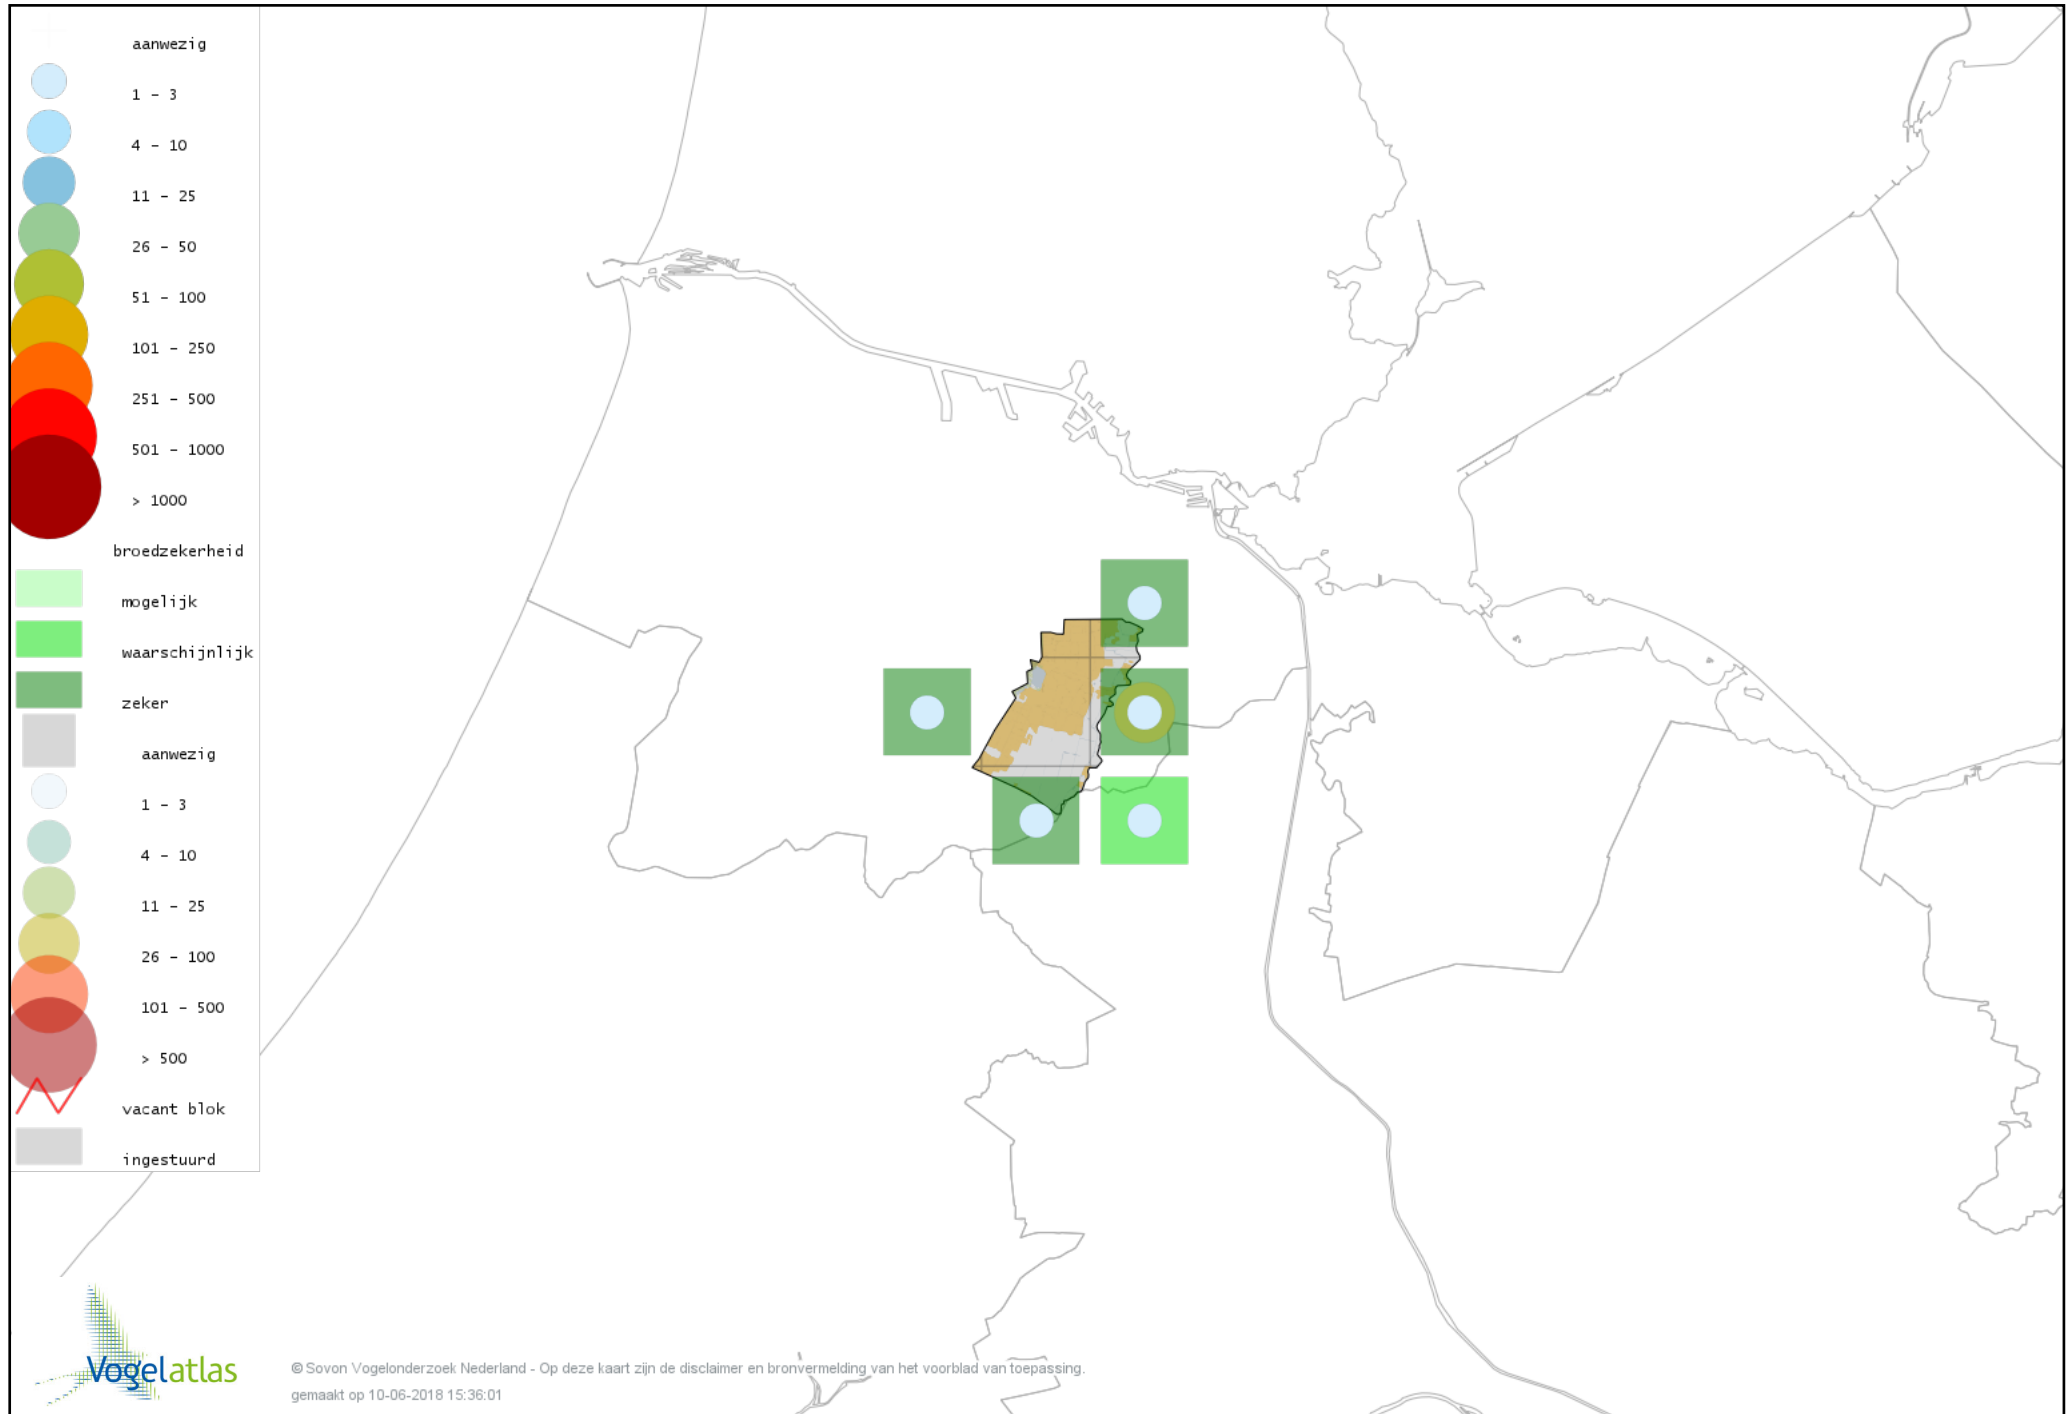 aanwezig
1 - 3
4 - 10
11 - 25
26 - 50
51 - 100
101 - 250
251 - 500
501 - 1000
> 1000
broedzekerheid
mogelijk
waarschijnlijk
zeker
aanwezig
1 - 3
4 - 10
11 - 25
26 - 100
101 - 500
> 500
vacant blok
ingestuurd
Vogelatlas
© Sovon Vogelonderzoek Nederland - Op deze kaart zijn de disclaimer en bronvermelding van het voorblad van toepassing.
gemaakt op 10-06-2018 15:36:01